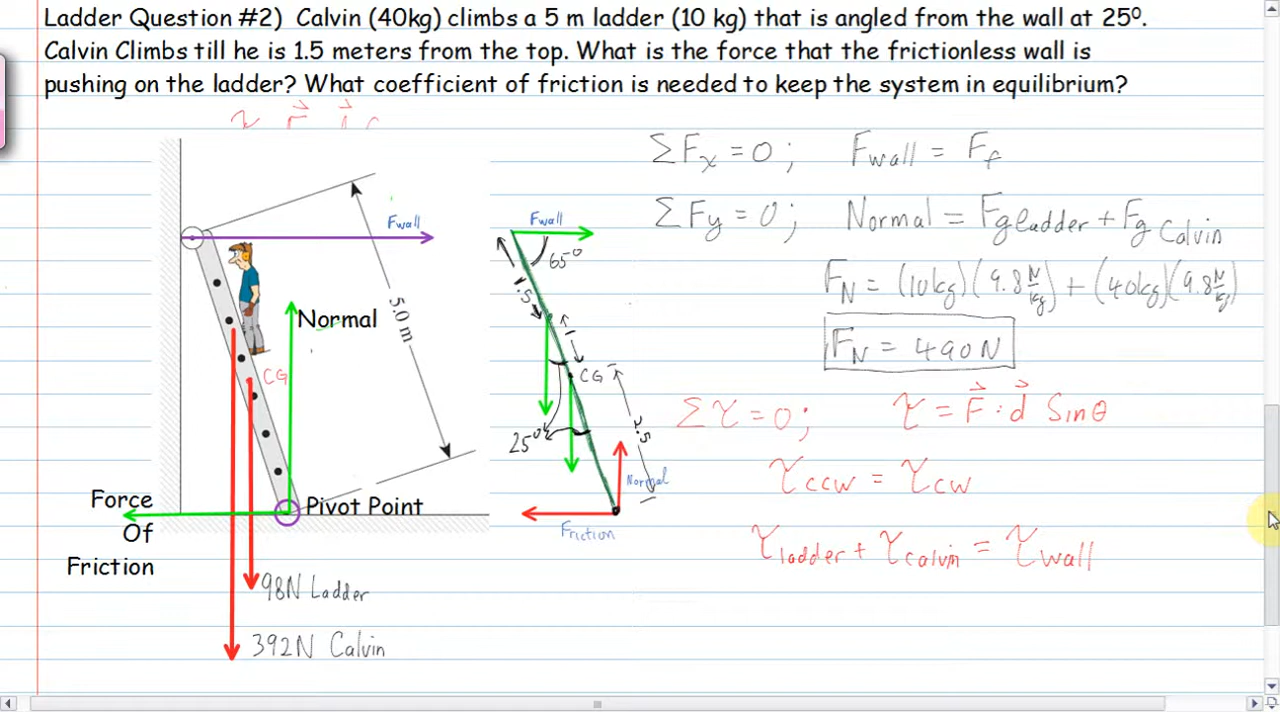 Ladder Question #2) Calvin (40kg) climbs a 5 m ladder (10 kg) that is angled from the wall at 25⁰.
Calvin Climbs till he is 1.5 meters from the top. What is the force that the frictionless wall is
pushing on the ladder? What coefficient of friction is needed to keep the system in equilibrium?
Fwall
5.0 m
Normal
CG
Pivot Point
Force
Of
Friction
98N Ladder
392N Calvin
Fwall
65°
1.5
1
CG
25°
2.5
Normal
Friction
ΣFx = 0; Fwall = Ff
ΣFy = 0; Normal = Fg ladder + Fg Calvin
FN = (10kg)(9.8 N/kg) + (40kg)(9.8 N/kg)
FN = 490N
Στ = 0; τ = F⃗ · d⃗ Sinθ
τccw = τcw
τladder + τcalvin = τwall